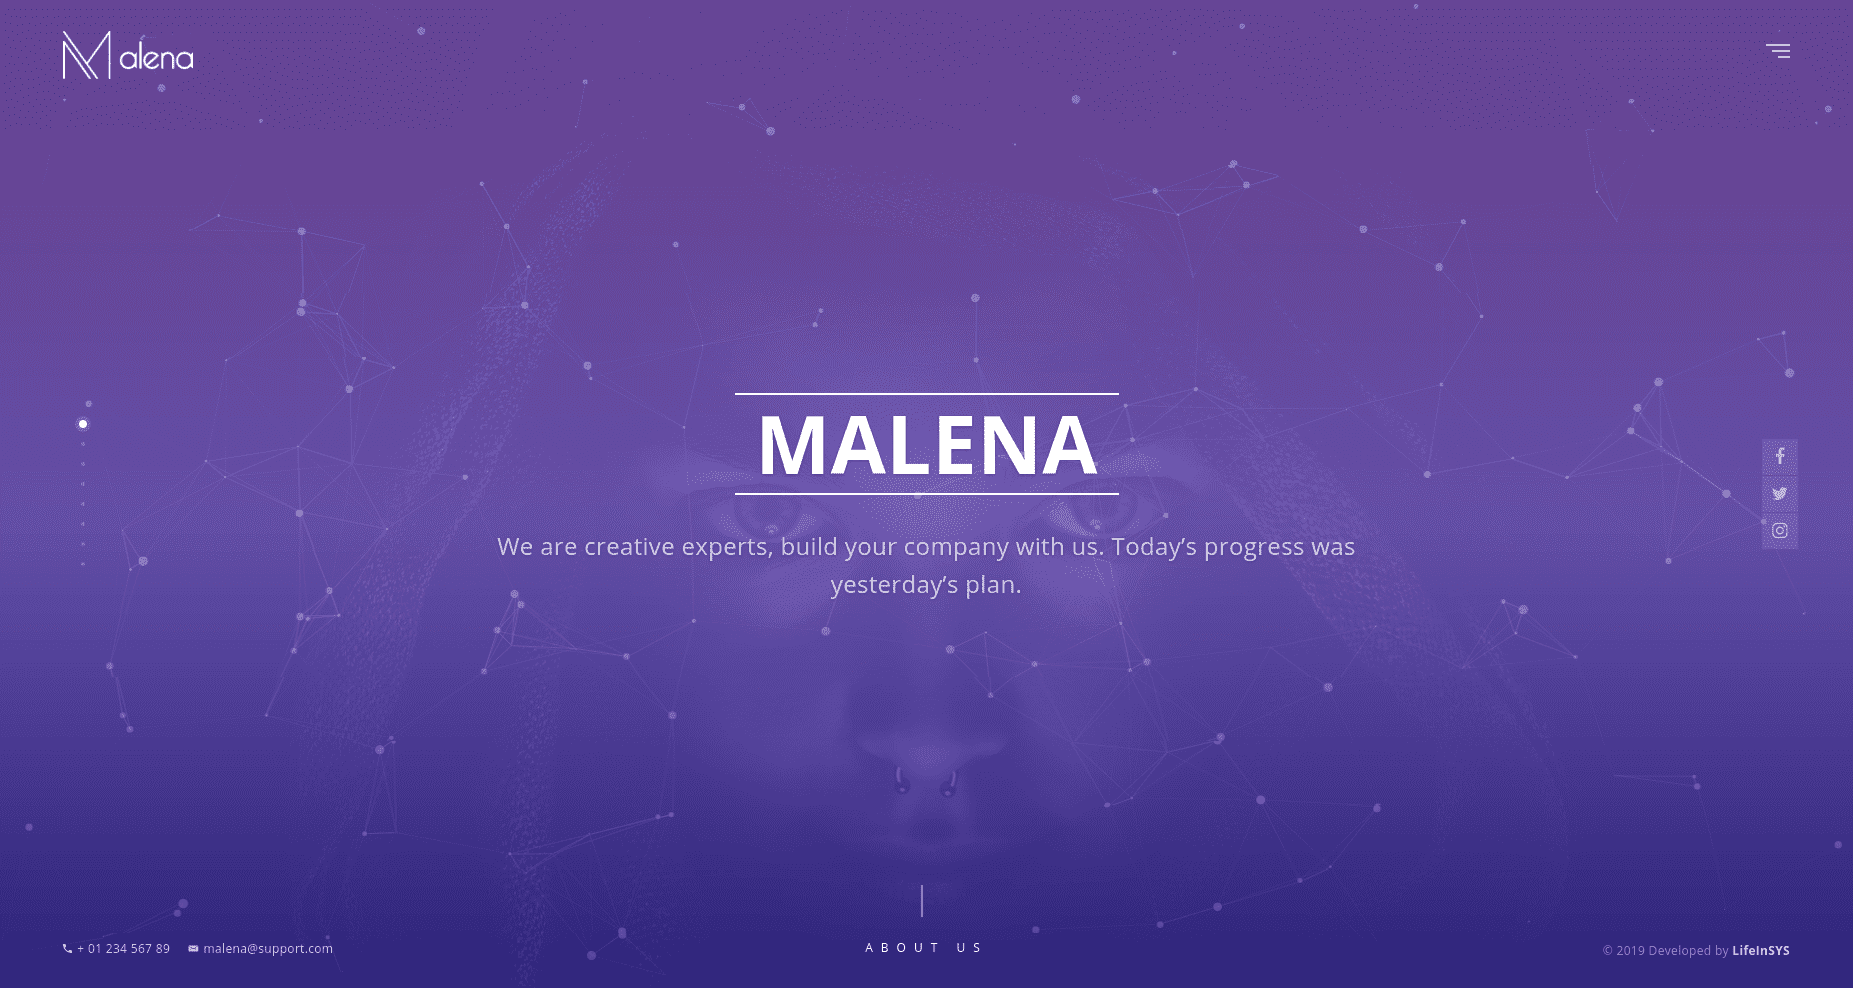 Malena
MALENA
We are creative experts, build your company with us. Today’s progress was
yesterday’s plan.
+ 01 234 567 89 malena@support.com
ABOUT US
© 2019 Developed by LifeInSYS